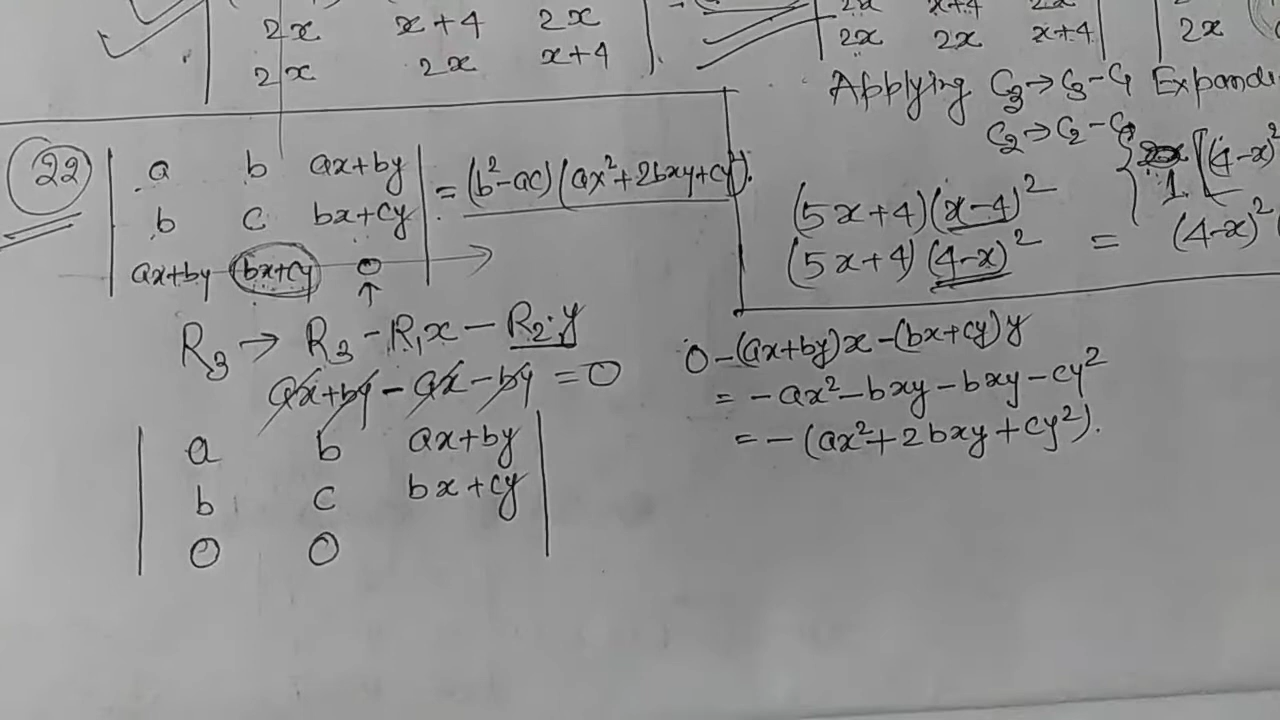 2x x+4 2x
2x 2x x+4
2x x+4 2x
2x 2x x+4
2x
Applying C₃→C₃-C₁ Expandi
C₂→C₂-C₁
[(4-x)²
1.
(5x+4)(x-4)²
(5x+4)(4-x)² = (4-x)²(
22
a b ax+by
b c bx+cy
ax+by bx+cy 0
= (b²-ac)(ax²+2bxy+cy²).
R₃ → R₃ - R₁x - R₂.y
ax+by - ax - by = 0
0-(ax+by)x-(bx+cy)y
= -ax²-bxy-bxy-cy²
= -(ax²+2bxy+cy²).
a b ax+by
b c bx+cy
0 0